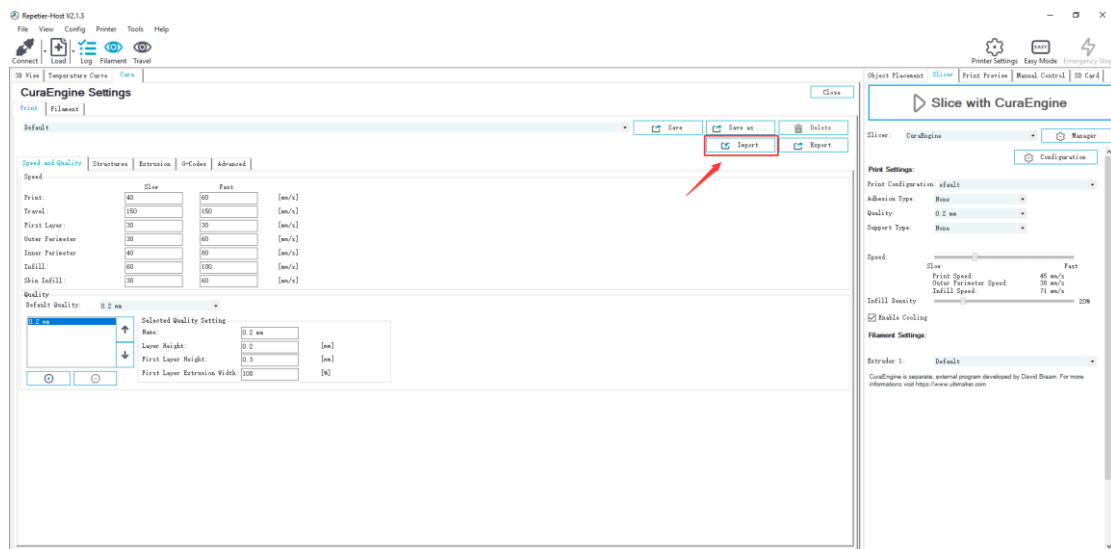 Repetier-Host V2.1.3
File View Config Printer Tools Help
Connect Load Log Filament Travel
Printer Settings Easy Mode Emergency Stop
EASY
3D View Temperature Curve Cura
Object Placement Slicer Print Preview Manual Control SD Card
CuraEngine Settings
Close
Print Filament
Default
Save Save as ... Delete
Import Export
Speed and Quality Structures Extrusion G-Codes Advanced
Speed
Slow Fast
Print: 40 60 [mm/s]
Travel: 150 150 [mm/s]
First Layer: 30 30 [mm/s]
Outer Perimeter 30 60 [mm/s]
Inner Perimeter 40 80 [mm/s]
Infill: 60 100 [mm/s]
Skin Infill: 30 60 [mm/s]
Quality
Default Quality: 0.2 mm
0.2 mm
Selected Quality Setting
Name: 0.2 mm
Layer Height: 0.2 [mm]
First Layer Height: 0.3 [mm]
First Layer Extrusion Width: 100 [%]
Slice with CuraEngine
Slicer: CuraEngine Manager
Configuration
Print Settings:
Print Configuration: efault
Adhesion Type: None
Quality: 0.2 mm
Support Type: None
Speed:
Slow Fast
Print Speed: 45 mm/s
Outer Perimeter Speed: 38 mm/s
Infill Speed: 71 mm/s
Infill Density 20%
Enable Cooling
Filament Settings:
Extruder 1: Default
CuraEngine is separate, external program developed by David Braam. For more
informations visit https://www.ultimaker.com